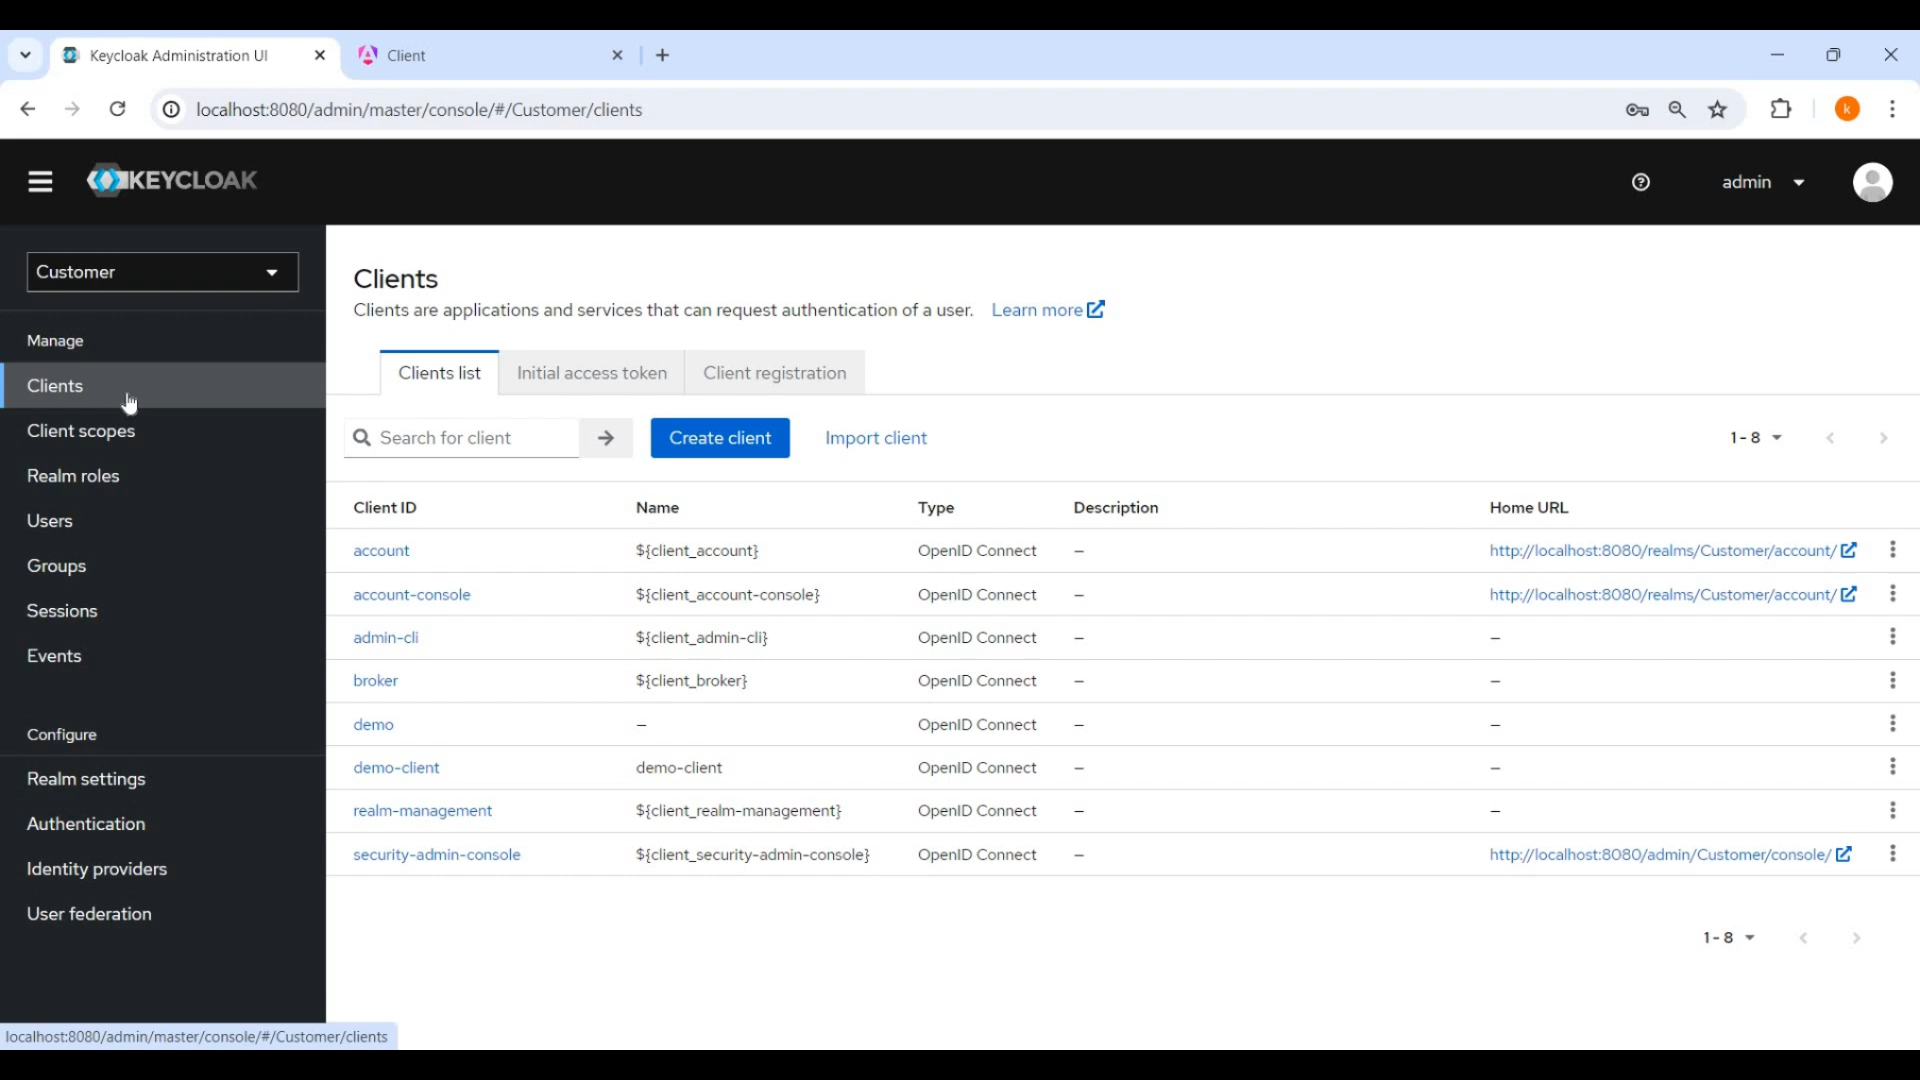 Keycloak Administration UI
Client
localhost:8080/admin/master/console/#/Customer/clients
k
KEYCLOAK
admin
Customer
Manage
Clients
Client scopes
Realm roles
Users
Groups
Sessions
Events
Configure
Realm settings
Authentication
Identity providers
User federation
Clients
Clients are applications and services that can request authentication of a user. Learn more
Clients list Initial access token Client registration
Search for client Create client Import client 1 - 8
Client ID Name Type Description Home URL
account ${client_account} OpenID Connect – http://localhost:8080/realms/Customer/account/
account-console ${client_account-console} OpenID Connect – http://localhost:8080/realms/Customer/account/
admin-cli ${client_admin-cli} OpenID Connect – –
broker ${client_broker} OpenID Connect – –
demo – OpenID Connect – –
demo-client demo-client OpenID Connect – –
realm-management ${client_realm-management} OpenID Connect – –
security-admin-console ${client_security-admin-console} OpenID Connect – http://localhost:8080/admin/Customer/console/
1 - 8
localhost:8080/admin/master/console/#/Customer/clients